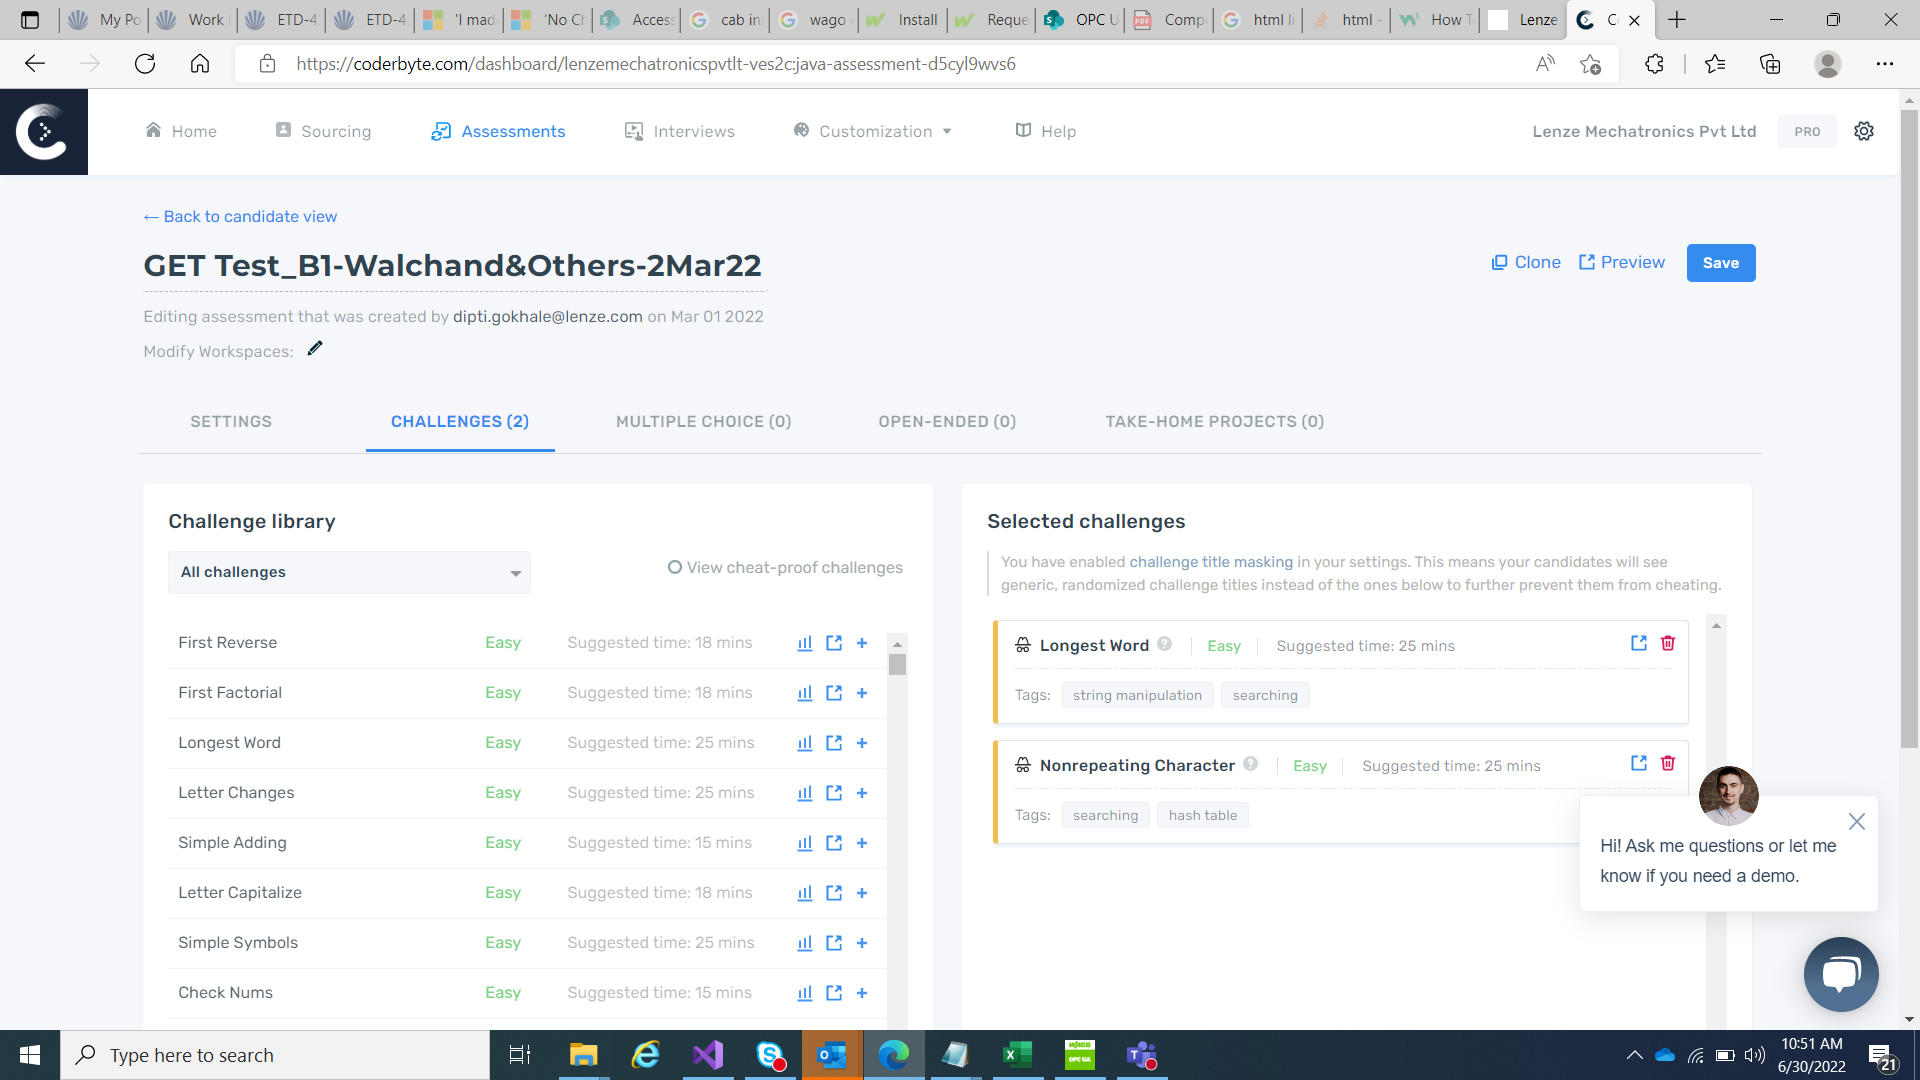 My Po
Work
ETD-4
ETD-4
'I mad
'No Ch
Access
cab ins
wago
Install
Reque
OPC U
Comp
html li
html -
How T
Lenze
https://coderbyte.com/dashboard/lenzemechatronicspvtlt-ves2c:java-assessment-d5cyl9wvs6
Home
Sourcing
Assessments
Interviews
Customization
Help
Lenze Mechatronics Pvt Ltd
PRO
← Back to candidate view
GET Test_B1-Walchand&Others-2Mar22
Clone
Preview
Save
Editing assessment that was created by dipti.gokhale@lenze.com on Mar 01 2022
Modify Workspaces:
SETTINGS
CHALLENGES (2)
MULTIPLE CHOICE (0)
OPEN-ENDED (0)
TAKE-HOME PROJECTS (0)
Challenge library
All challenges
View cheat-proof challenges
First Reverse Easy Suggested time: 18 mins +
First Factorial Easy Suggested time: 18 mins +
Longest Word Easy Suggested time: 25 mins +
Letter Changes Easy Suggested time: 25 mins +
Simple Adding Easy Suggested time: 15 mins +
Letter Capitalize Easy Suggested time: 18 mins +
Simple Symbols Easy Suggested time: 25 mins +
Check Nums Easy Suggested time: 15 mins +
Selected challenges
You have enabled challenge title masking in your settings. This means your candidates will see
generic, randomized challenge titles instead of the ones below to further prevent them from cheating.
Longest Word ? Easy Suggested time: 25 mins
Tags: string manipulation searching
Nonrepeating Character ? Easy Suggested time: 25 mins
Tags: searching hash table
Hi! Ask me questions or let me
know if you need a demo.
Type here to search
WAGO
OPC UA
10:51 AM
6/30/2022
21